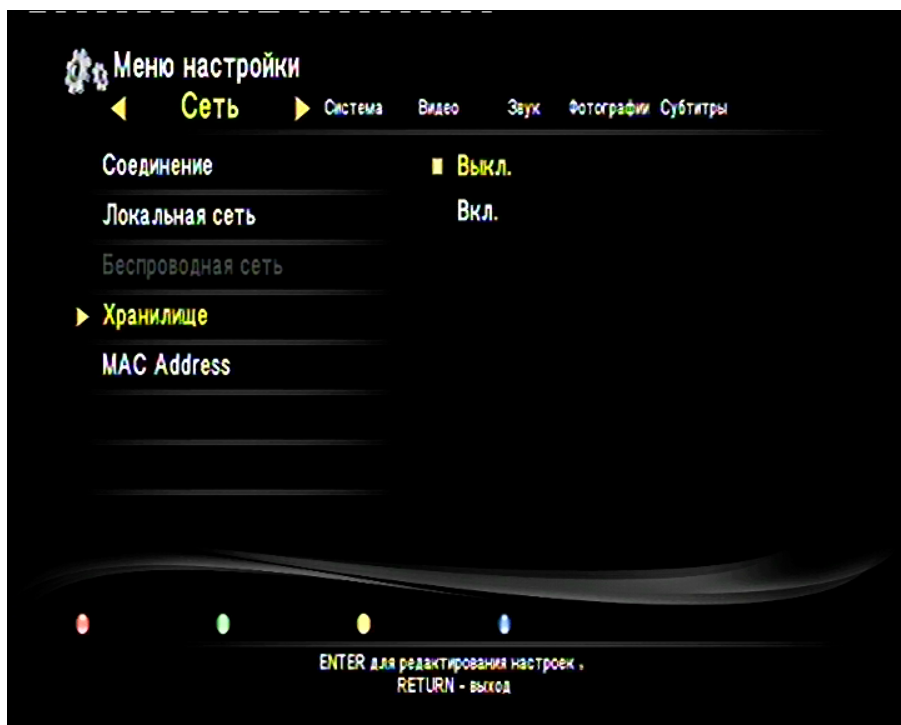 Меню настройки
Сеть Система Видео Звук Фотографии Субтитры
Соединение Выкл.
Локальная сеть Вкл.
Беспроводная сеть
Хранилище
MAC Address
ENTER для редактирования настроек ,
RETURN - выход